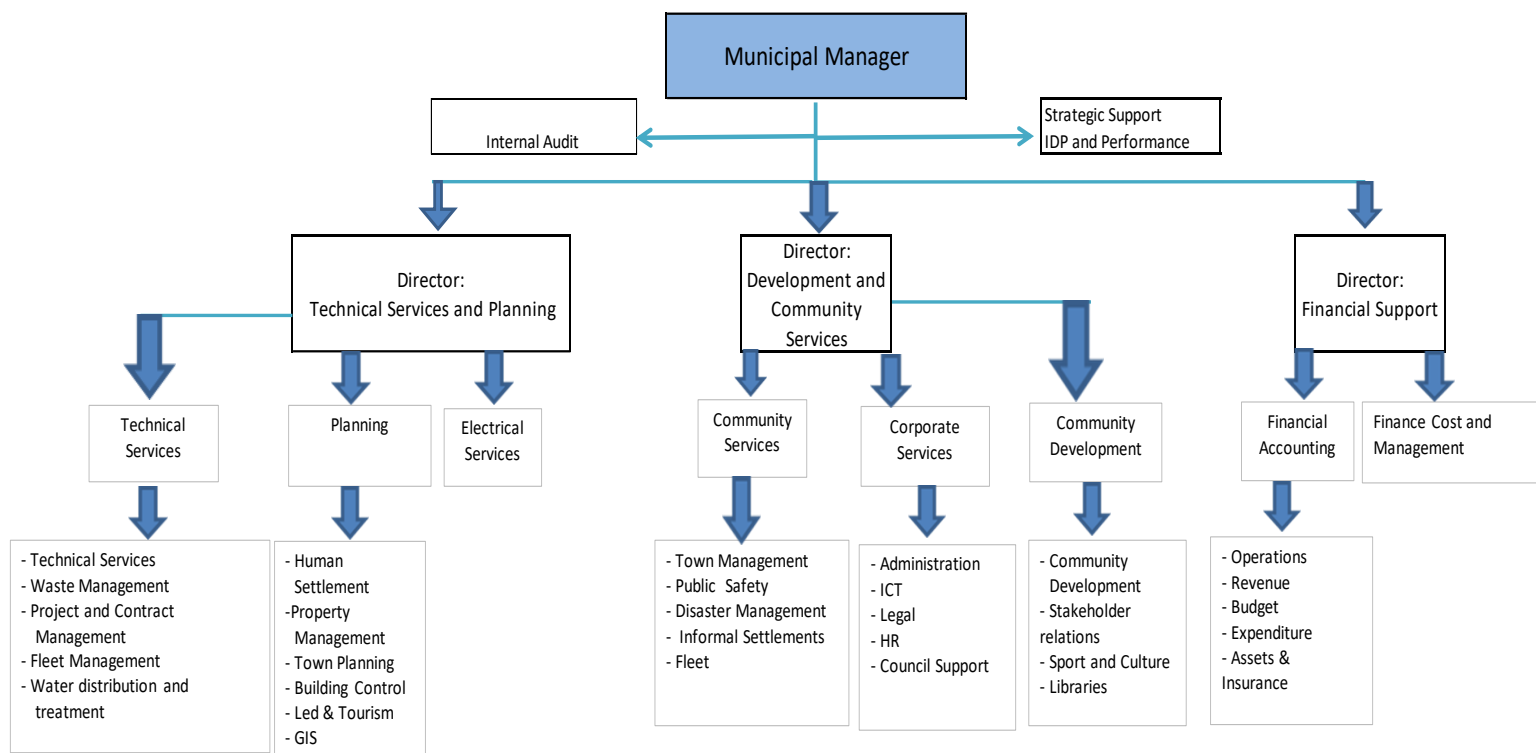 Municipal Manager
Internal Audit
Strategic Support
IDP and Performance
Director:
Technical Services and Planning
Director:
Development and
Community
Services
Director:
Financial Support
Technical
Services
Planning
Electrical
Services
Community
Services
Corporate
Services
Community
Development
Financial
Accounting
Finance Cost and
Management
- Technical Services
- Waste Management
- Project and Contract
Management
- Fleet Management
- Water distribution and
treatment
- Human
Settlement
-Property
Management
- Town Planning
- Building Control
- Led & Tourism
- GIS
- Town Management
- Public Safety
- Disaster Management
- Informal Settlements
- Fleet
- Administration
- ICT
- Legal
- HR
- Council Support
- Community
Development
- Stakeholder
relations
- Sport and Culture
- Libraries
- Operations
- Revenue
- Budget
- Expenditure
- Assets &
Insurance